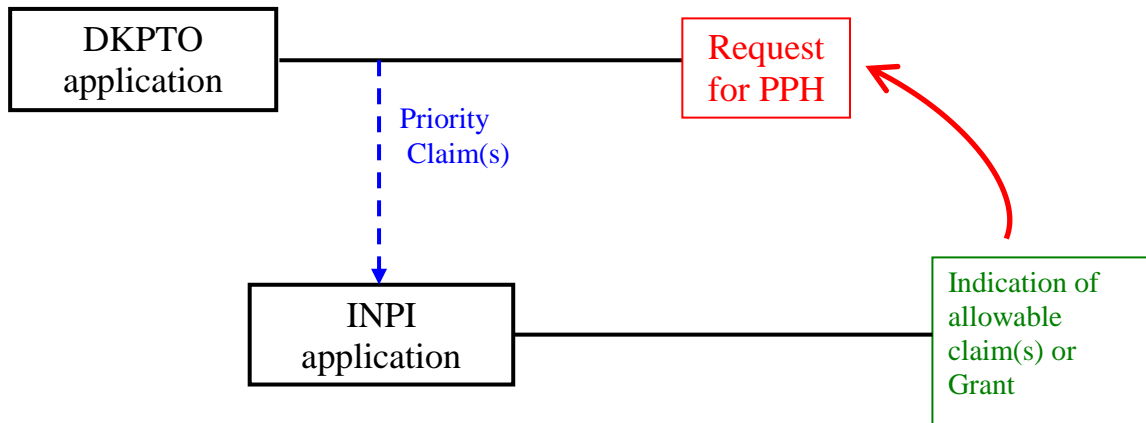 DKPTO
application
Request
for PPH
Priority
Claim(s)
INPI
application
Indication of
allowable
claim(s) or
Grant